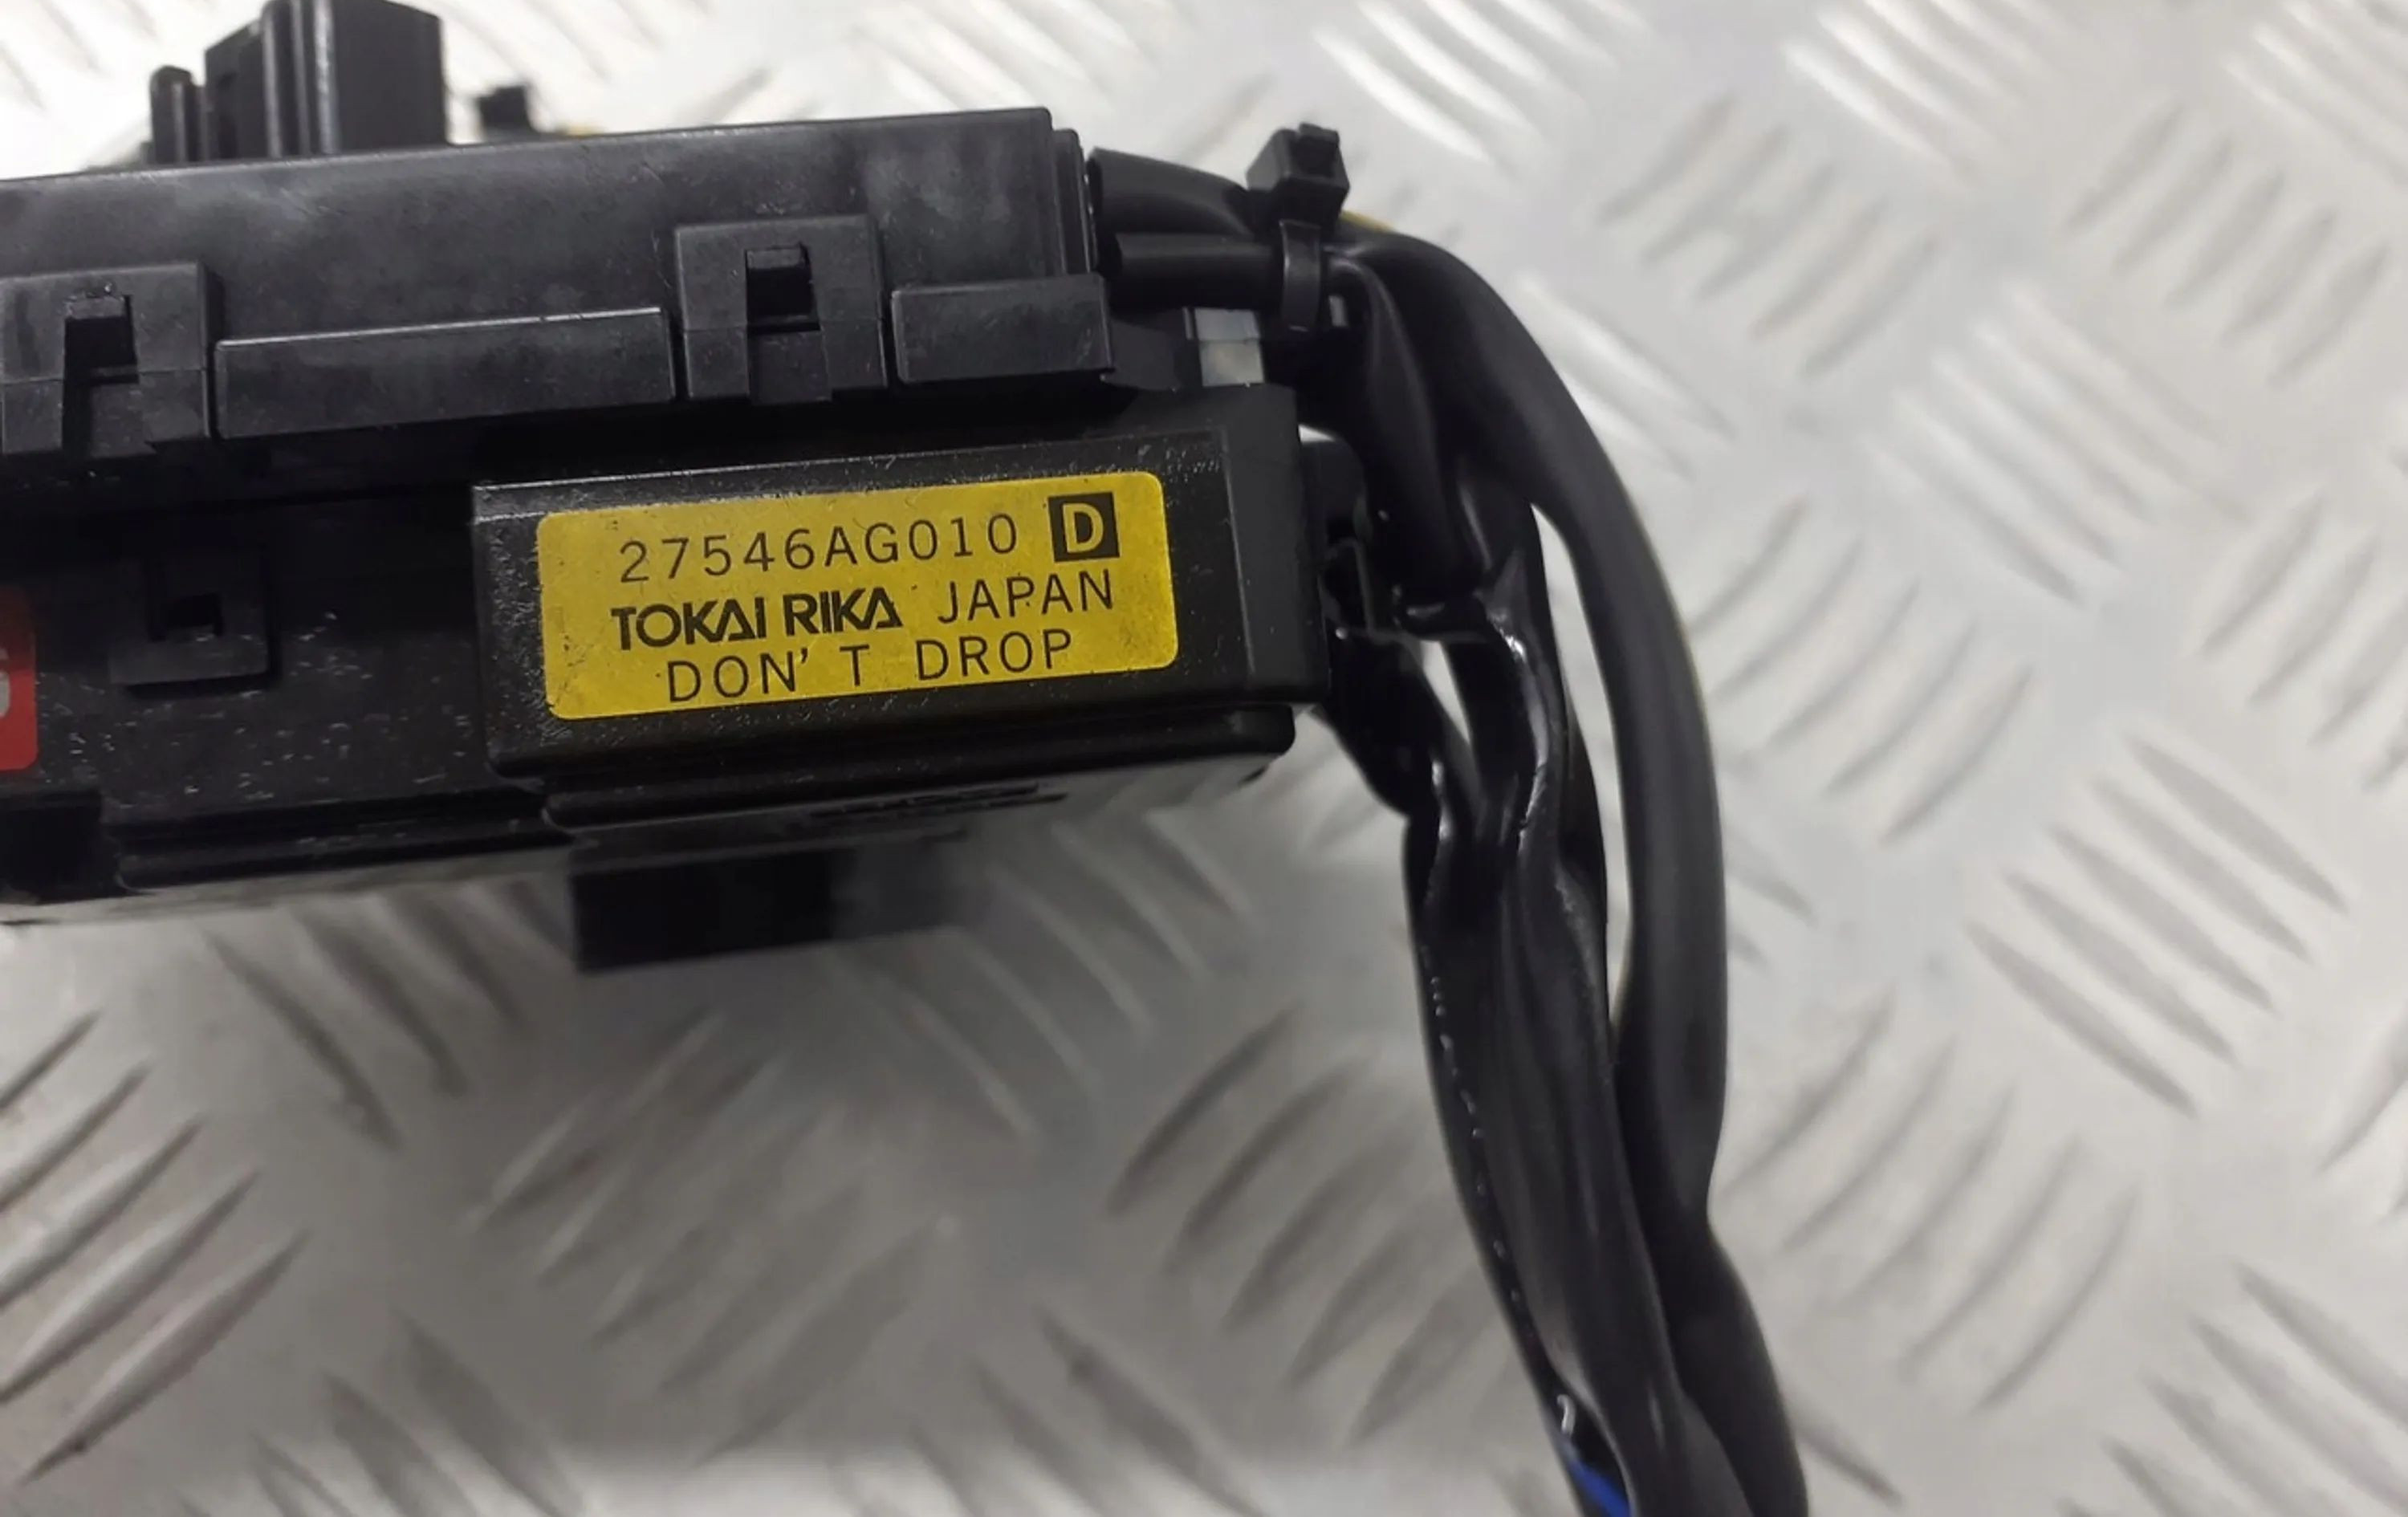 27546AG010 D
TOKAI RIKA JAPAN
DON'T DROP